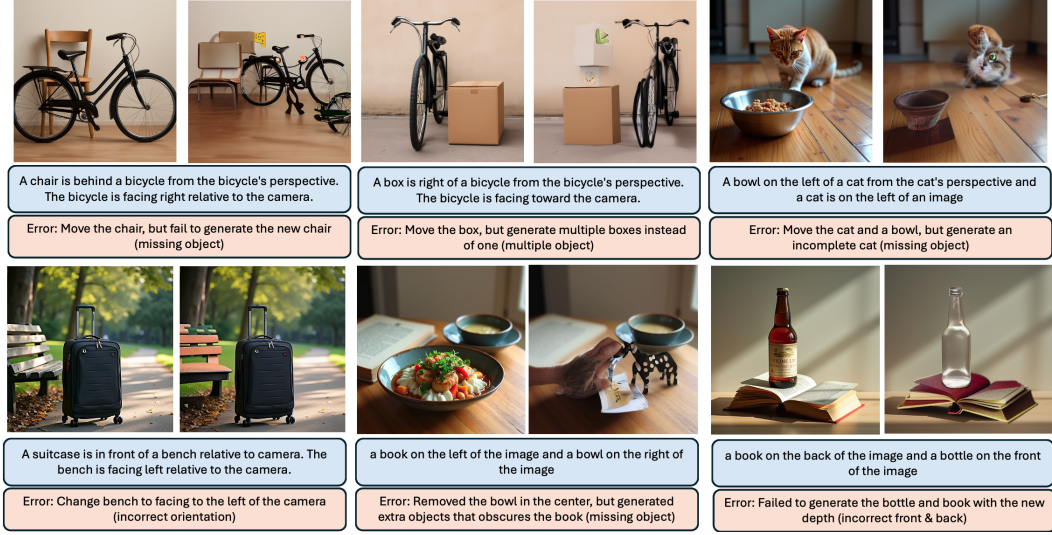 A chair is behind a bicycle from the bicycle's perspective.
The bicycle is facing right relative to the camera.
Error: Move the chair, but fail to generate the new chair
(missing object)
A box is right of a bicycle from the bicycle's perspective.
The bicycle is facing toward the camera.
Error: Move the box, but generate multiple boxes instead
of one (multiple object)
A bowl on the left of a cat from the cat's perspective and
a cat is on the left of an image
Error: Move the cat and a bowl, but generate an
incomplete cat (missing object)
A suitcase is in front of a bench relative to camera. The
bench is facing left relative to the camera.
Error: Change bench to facing to the left of the camera
(incorrect orientation)
a book on the left of the image and a bowl on the right of
the image
Error: Removed the bowl in the center, but generated
extra objects that obscures the book (missing object)
a book on the back of the image and a bottle on the front
of the image
Error: Failed to generate the bottle and book with the new
depth (incorrect front & back)